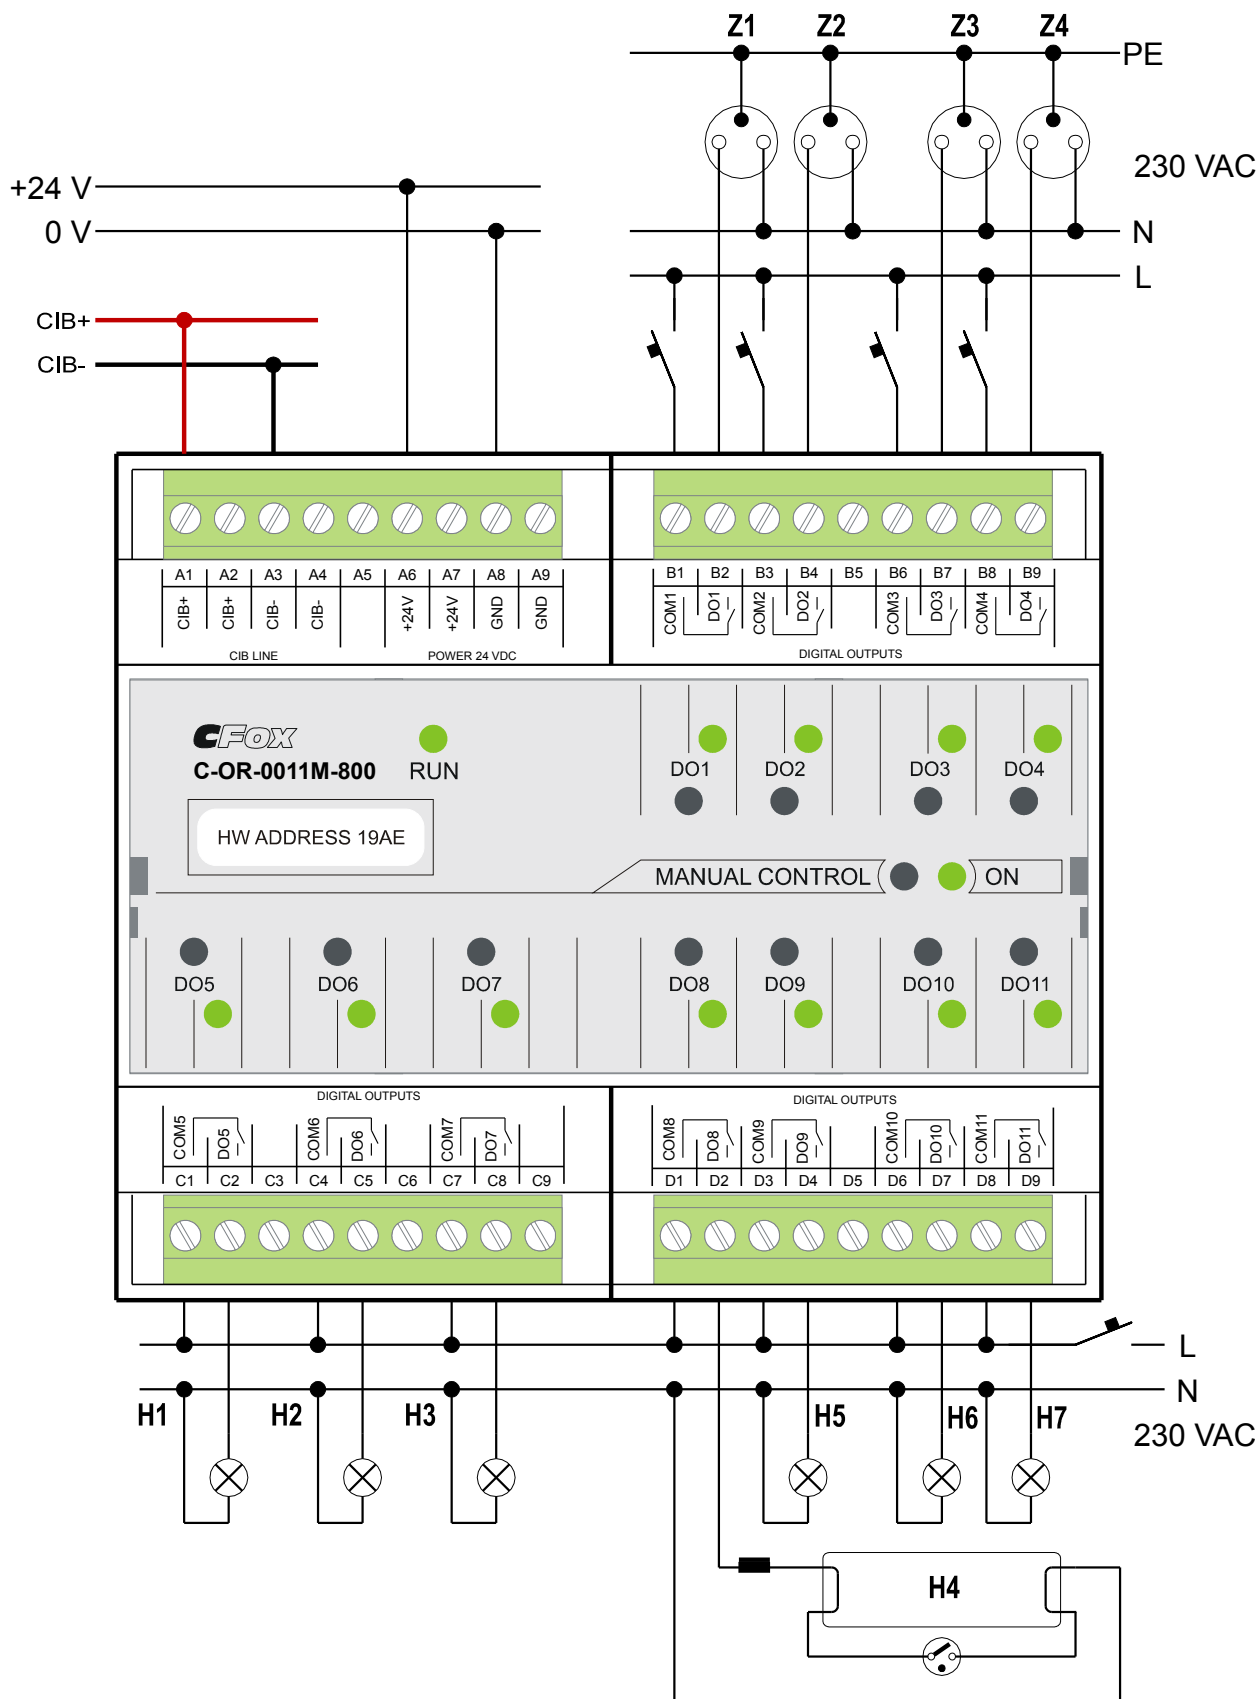 Z1 Z2 Z3 Z4
PE
230 VAC
+24 V
0 V
N
L
CIB+
CIB-
A1 A2 A3 A4 A5 A6 A7 A8 A9
CIB+ CIB+ CIB- CIB- +24V +24V GND GND
CIB LINE POWER 24 VDC
B1 B2 B3 B4 B5 B6 B7 B8 B9
COM1 DO1 COM2 DO2 COM3 DO3 COM4 DO4
DIGITAL OUTPUTS
CFox
C-OR-0011M-800 RUN
HW ADDRESS 19AE
DO1 DO2 DO3 DO4
MANUAL CONTROL ON
DO5 DO6 DO7 DO8 DO9 DO10 DO11
DIGITAL OUTPUTS
COM5 DO5 COM6 DO6 COM7 DO7
C1 C2 C3 C4 C5 C6 C7 C8 C9
DIGITAL OUTPUTS
COM8 DO8 COM9 DO9 COM10 DO10 COM11 DO11
D1 D2 D3 D4 D5 D6 D7 D8 D9
L
N
H1 H2 H3 H5 H6 H7
230 VAC
H4